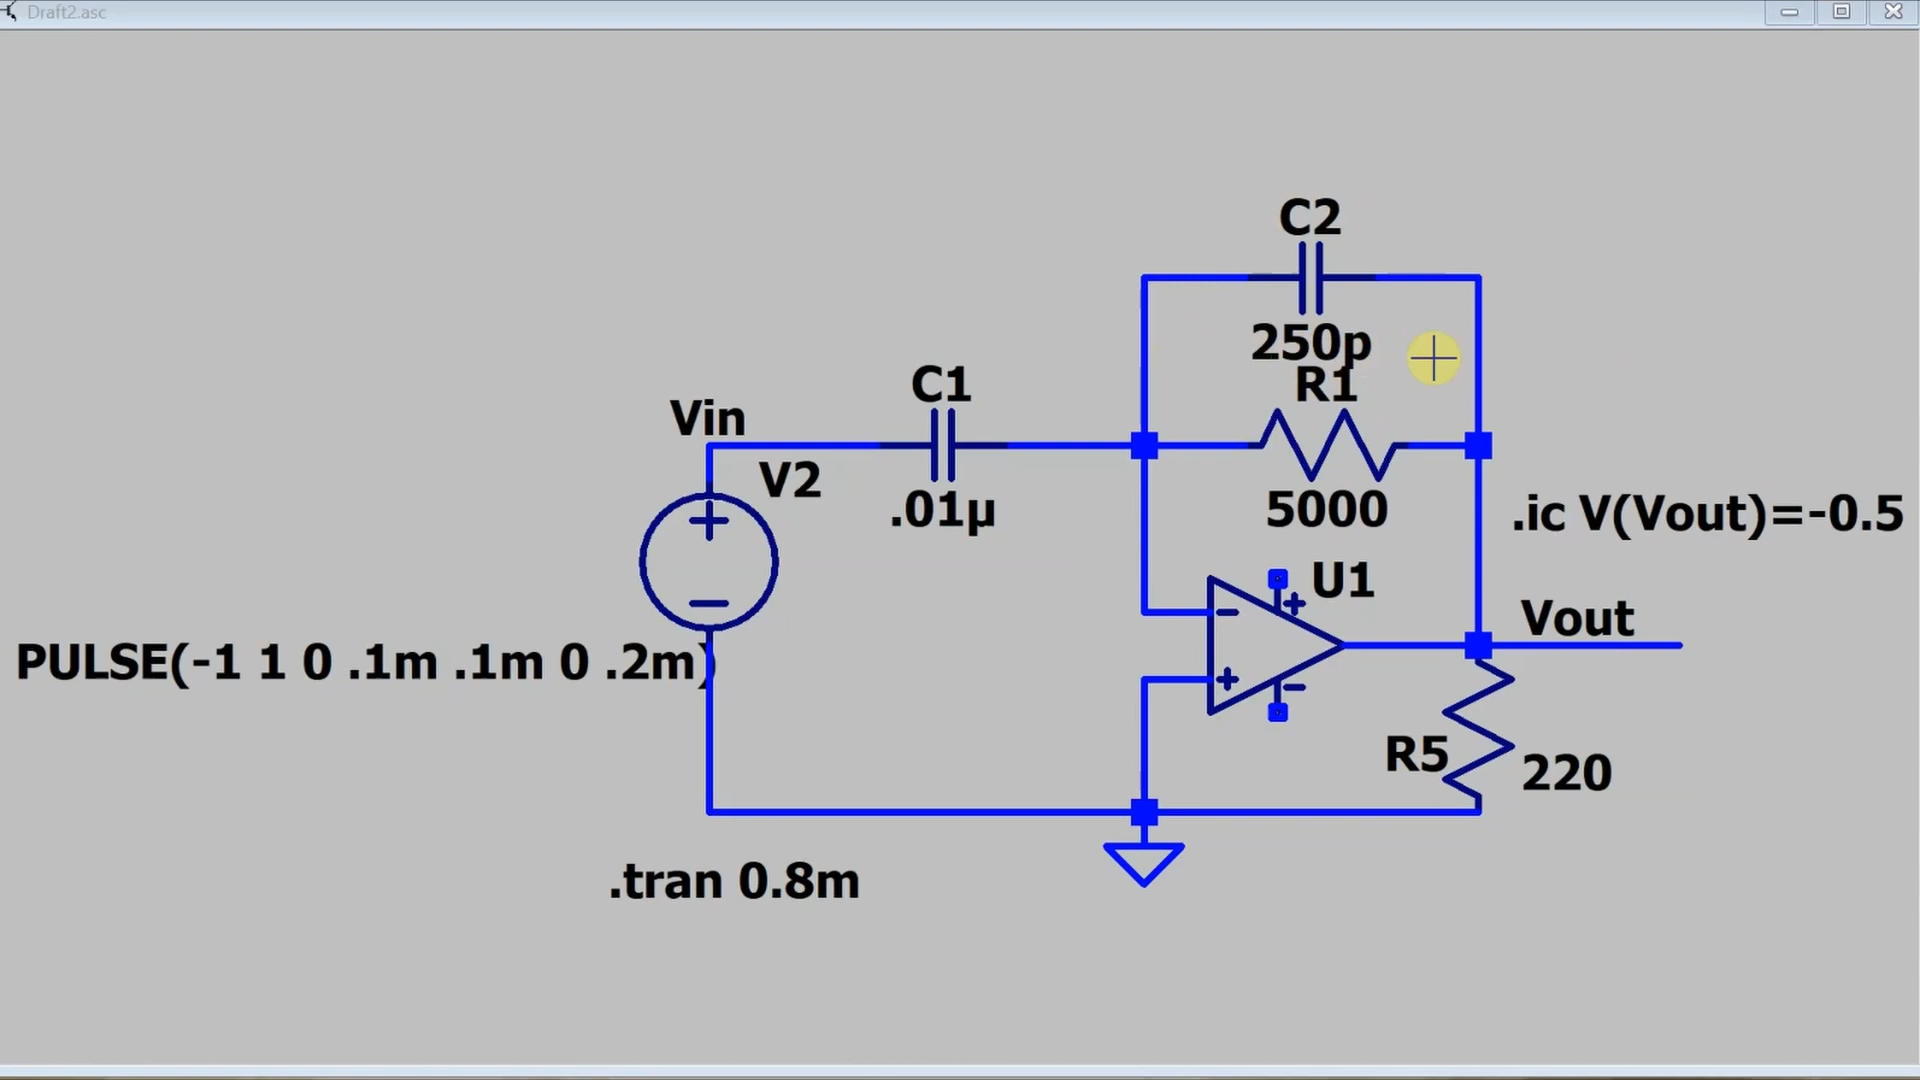 Draft2.asc
C2
250p
R1
C1
Vin
V2
.01µ
5000
.ic V(Vout)=-0.5
U1
Vout
PULSE(-1 1 0 .1m .1m 0 .2m)
R5
220
.tran 0.8m